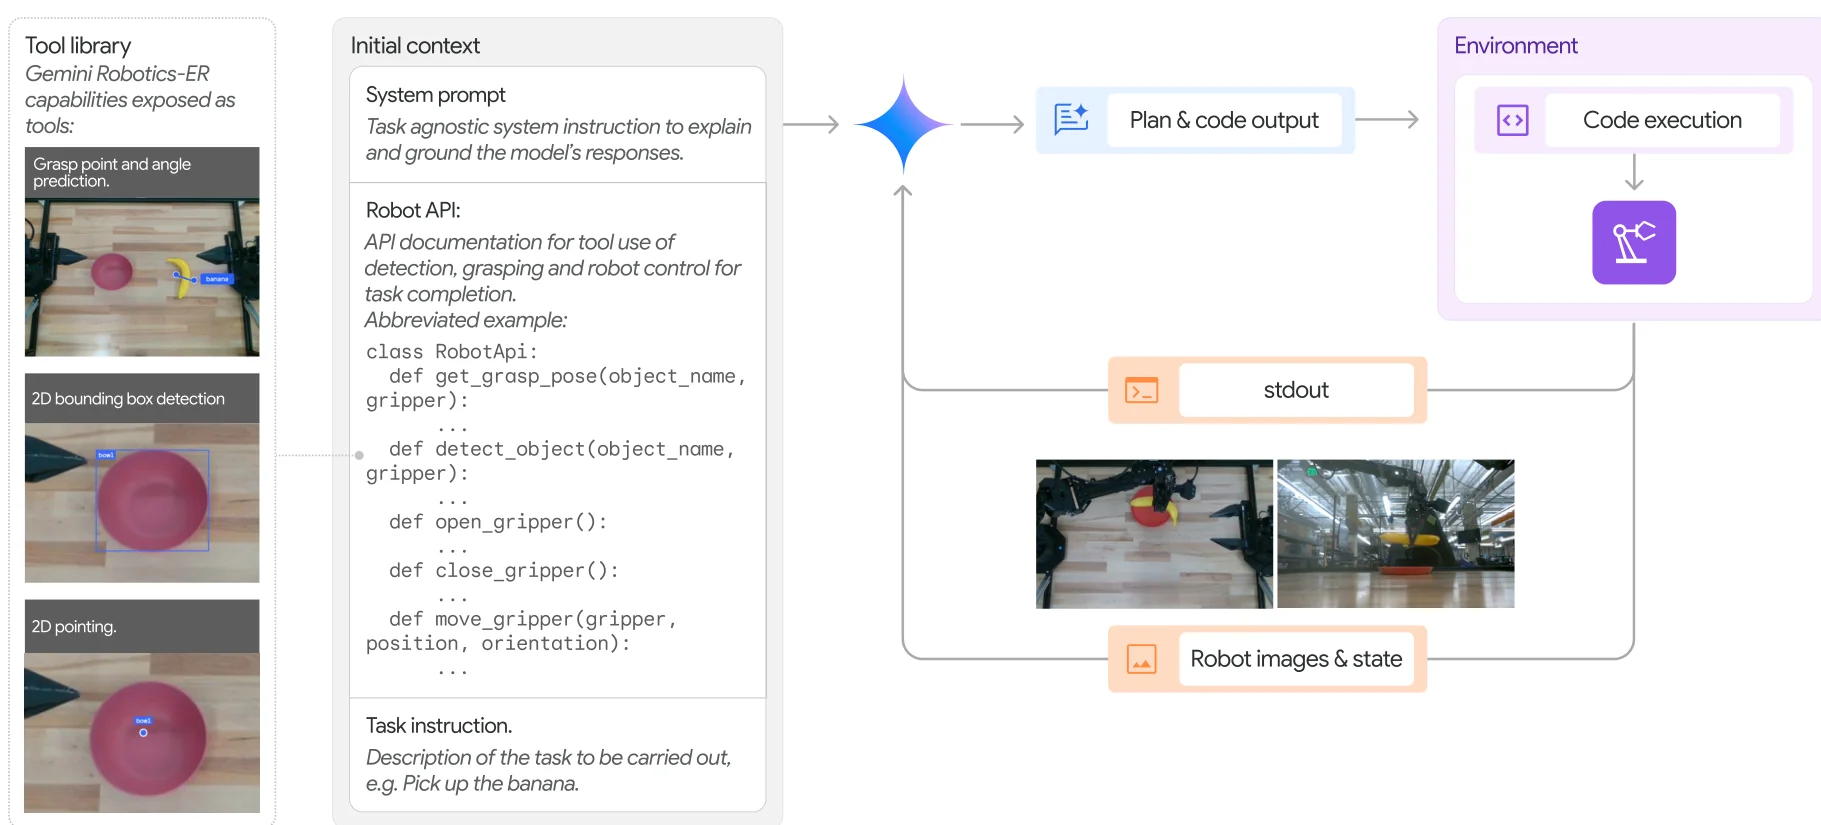 Tool library
Gemini Robotics-ER
capabilities exposed as
tools:
Grasp point and angle
prediction.
banana
2D bounding box detection
bowl
2D pointing.
bowl
Initial context
System prompt
Task agnostic system instruction to explain
and ground the model's responses.
Robot API:
API documentation for tool use of
detection, grasping and robot control for
task completion.
Abbreviated example:
class RobotApi:
def get_grasp_pose(object_name,
gripper):
...
def detect_object(object_name,
gripper):
...
def open_gripper():
...
def close_gripper():
...
def move_gripper(gripper,
position, orientation):
...
Task instruction.
Description of the task to be carried out,
e.g. Pick up the banana.
Plan & code output
Environment
Code execution
stdout
Robot images & state